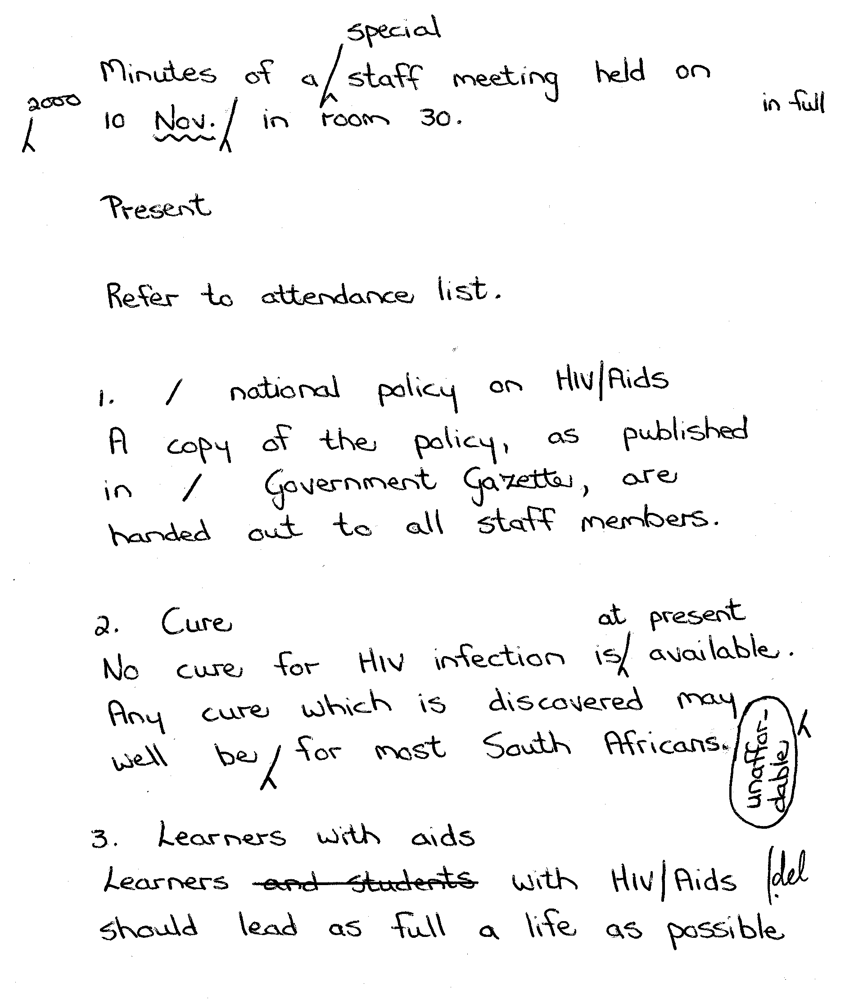 special
Minutes of a / staff meeting held on
2000 10 Nov. / in room 30. in full
Present
Refer to attendance list.
1. / national policy on HIV/Aids
A copy of the policy, as published
in / Government Gazette, are
handed out to all staff members.
2. Cure at present
No cure for HIV infection is / available.
Any cure which is discovered may
well be / for most South Africans.
unaffor-
dable
3. Learners with aids
Learners and students with HIV/Aids / del
should lead as full a life as possible